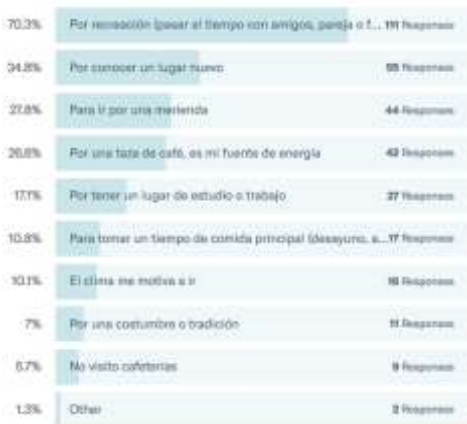 70.3% Por recreación (pasar el tiempo con amigos, pareja o f... 111 Responses
34.8% Por conocer un lugar nuevo 55 Responses
27.8% Para ir por una merienda 44 Responses
26.6% Por una taza de café, es mi fuente de energía 42 Responses
17.1% Por tener un lugar de estudio o trabajo 27 Responses
10.8% Para tomar un tiempo de comida principal (desayuno, a... 17 Responses
10.1% El clima me motiva a ir 16 Responses
7% Por una costumbre o tradición 11 Responses
5.7% No visito cafeterías 9 Responses
1.3% Other 2 Responses